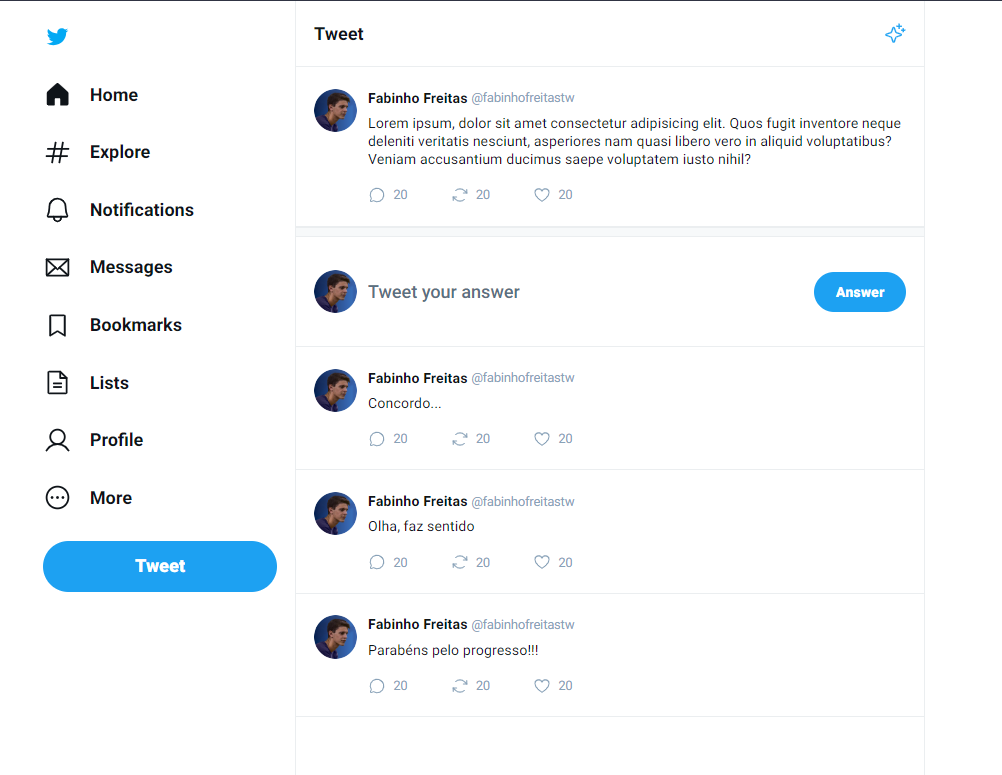 Home
Explore
Notifications
Messages
Bookmarks
Lists
Profile
More
Tweet
Tweet
Fabinho Freitas @fabinhofreitastw
Lorem ipsum, dolor sit amet consectetur adipisicing elit. Quos fugit inventore neque
deleniti veritatis nesciunt, asperiores nam quasi libero vero in aliquid voluptatibus?
Veniam accusantium ducimus saepe voluptatem iusto nihil?
20 20 20
Tweet your answer
Answer
Fabinho Freitas @fabinhofreitastw
Concordo...
20 20 20
Fabinho Freitas @fabinhofreitastw
Olha, faz sentido
20 20 20
Fabinho Freitas @fabinhofreitastw
Parabéns pelo progresso!!!
20 20 20